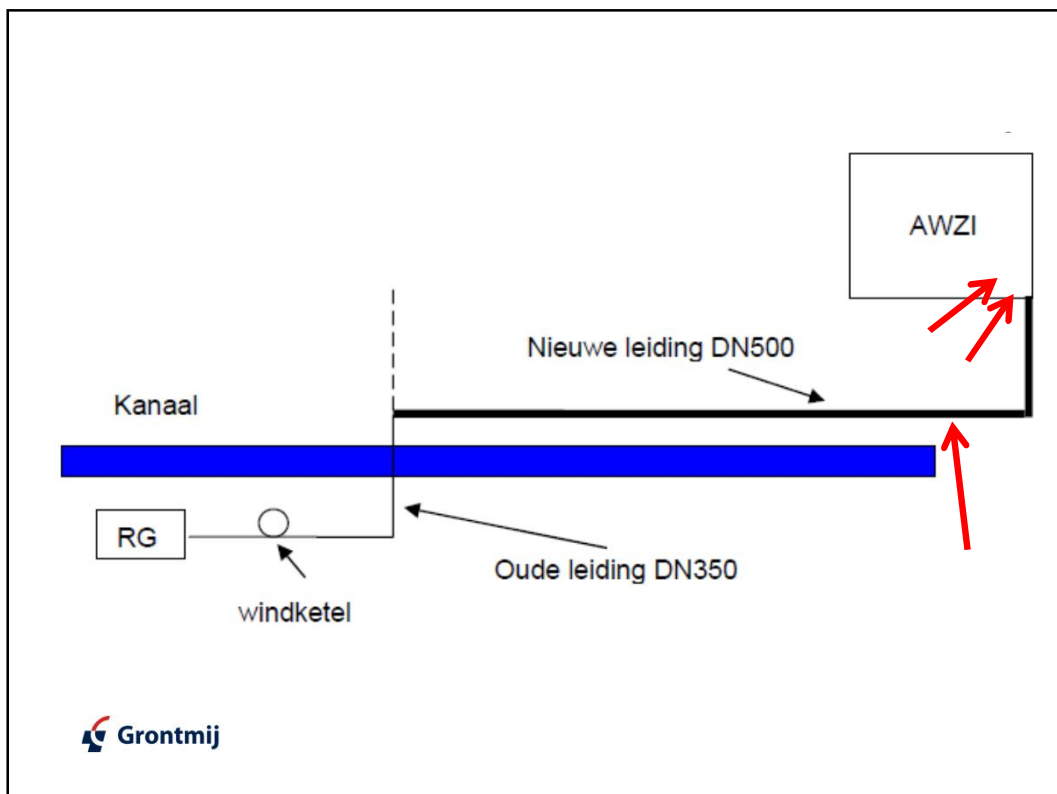 AWZI
Nieuwe leiding DN500
Kanaal
RG
Oude leiding DN350
windketel
Grontmij